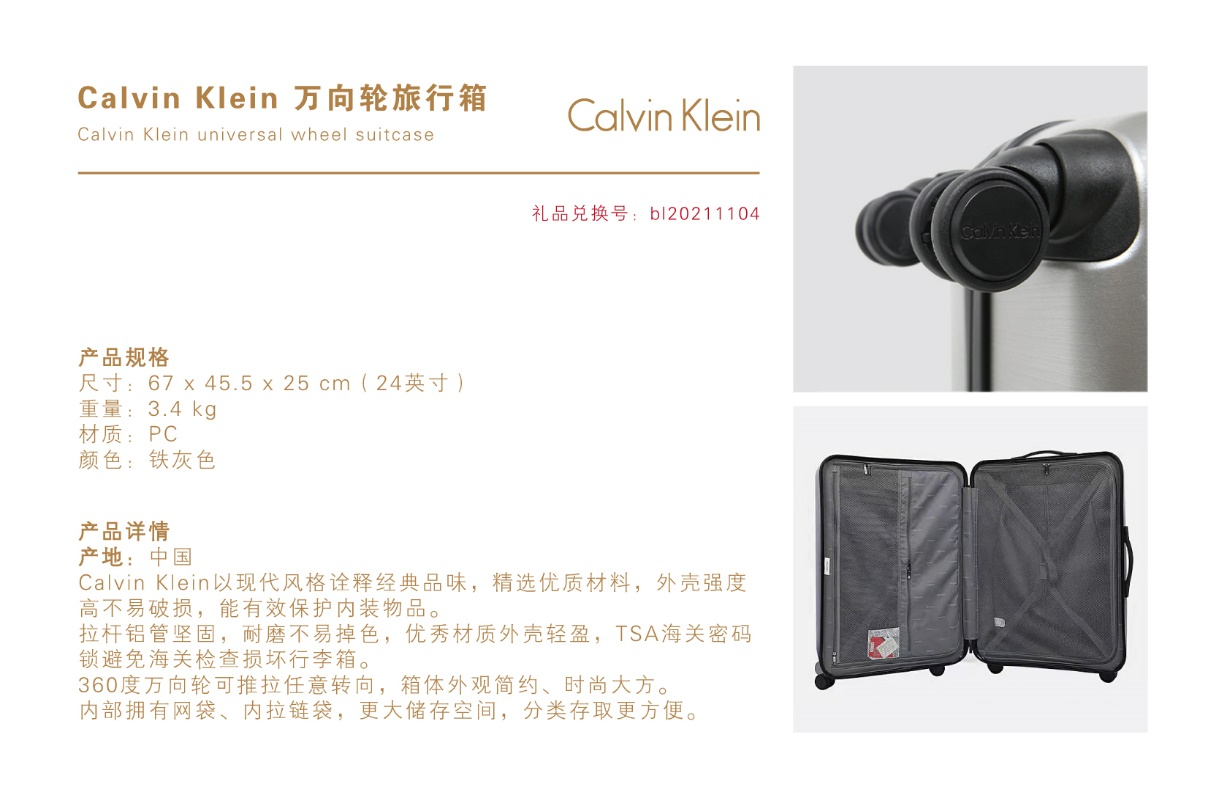 Calvin Klein 万向轮旅行箱
Calvin Klein universal wheel suitcase
Calvin Klein
礼品兑换号：bl20211104
产品规格
尺寸：67 x 45.5 x 25 cm（24英寸）
重量：3.4 kg
材质：PC
颜色：铁灰色
产品详情
产地：中国
Calvin Klein以现代风格诠释经典品味，精选优质材料，外壳强度
高不易破损，能有效保护内装物品。
拉杆铝管坚固，耐磨不易掉色，优秀材质外壳轻盈，TSA海关密码
锁避免海关检查损坏行李箱。
360度万向轮可推拉任意转向，箱体外观简约、时尚大方。
内部拥有网袋、内拉链袋，更大储存空间，分类存取更方便。
Calvin Klein